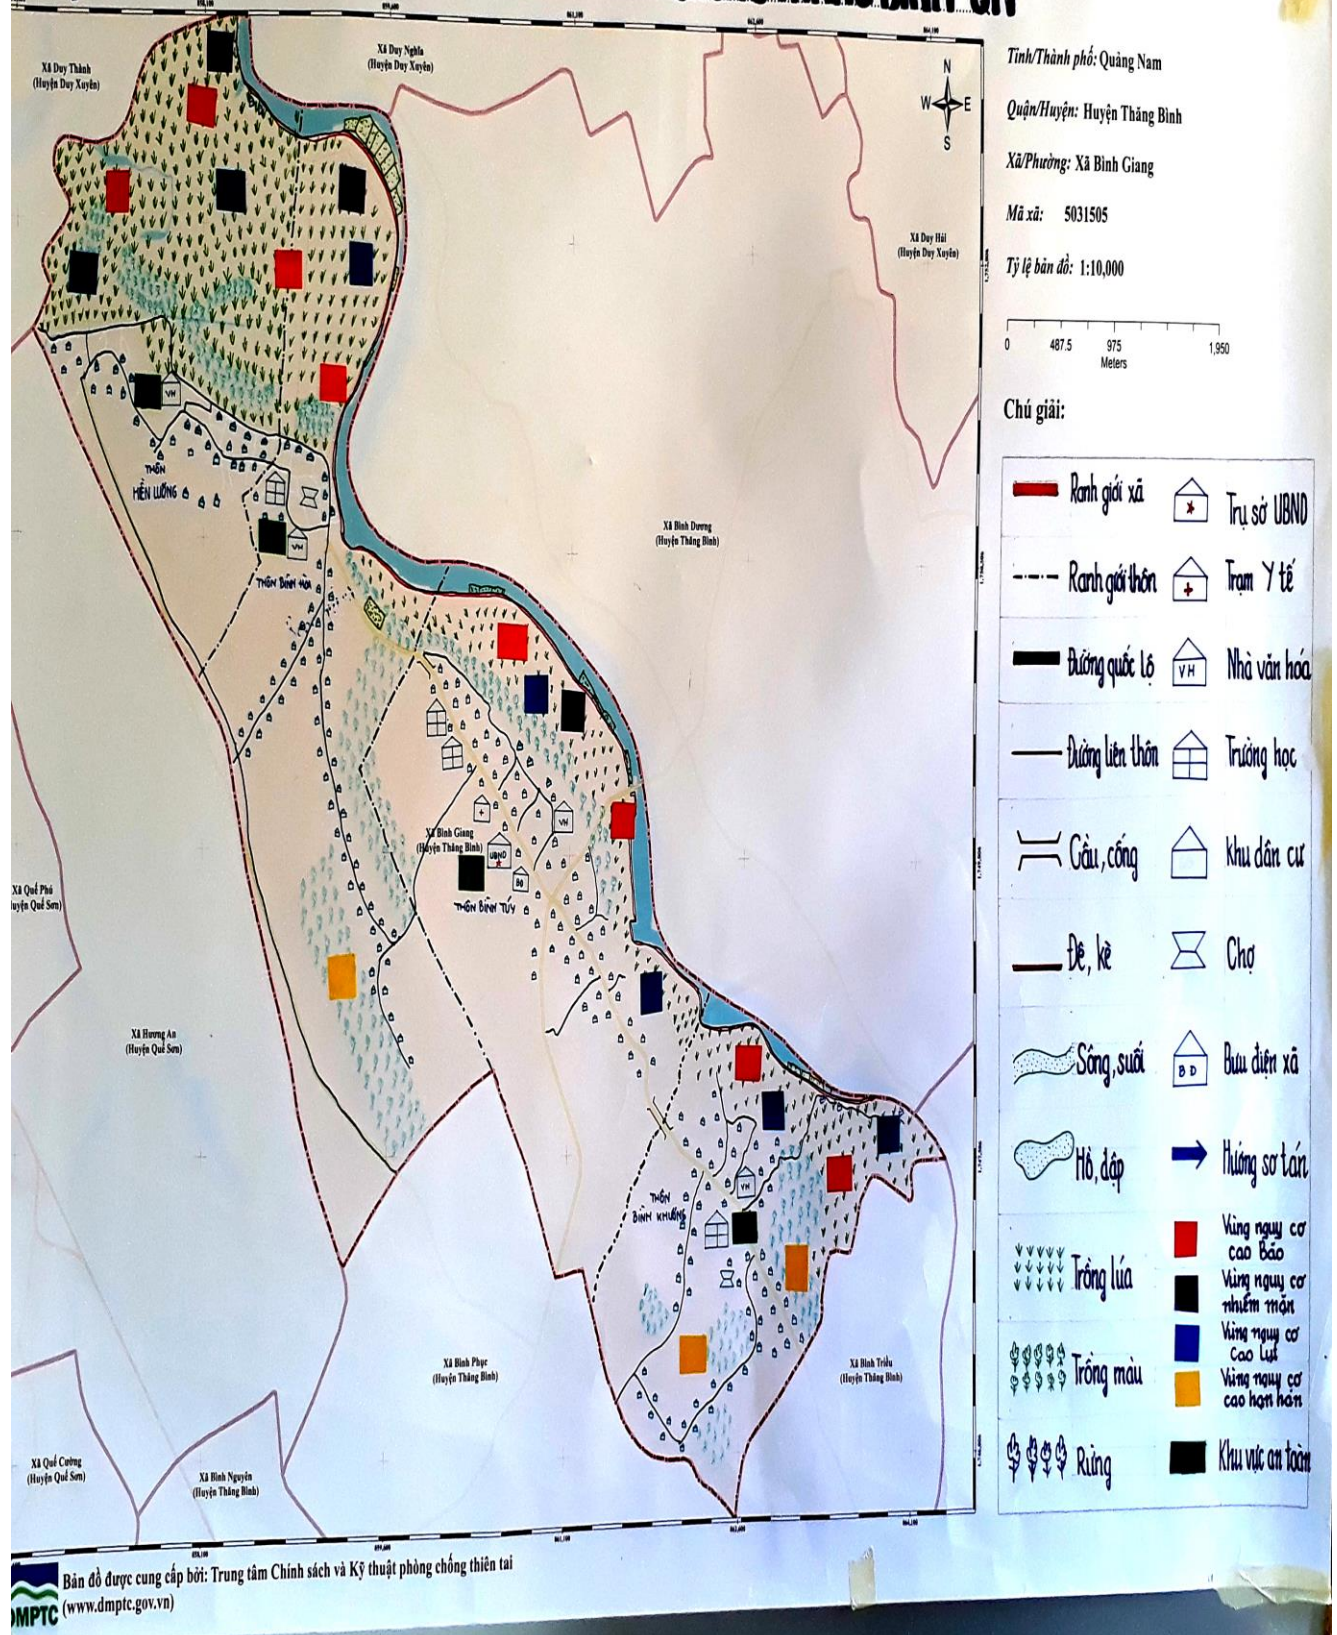 Xã Duy Thành
(Huyện Duy Xuyên)
Xã Duy Nghĩa
(Huyện Duy Xuyên)
N
W E
S
Xã Duy Hải
(Huyện Duy Xuyên)
Tỉnh/Thành phố: Quảng Nam
Quận/Huyện: Huyện Thăng Bình
Xã/Phường: Xã Bình Giang
Mã xã: 5031505
Tỷ lệ bản đồ: 1:10,000
0 487.5 975 1,950
Meters
Chú giải:
Ranh giới xã
Trụ sở UBND
Ranh giới thôn
Trạm Y tế
Đường quốc lộ
VH
Nhà văn hóa
Đường liên thôn
Trường học
Cầu, cống
Khu dân cư
Đê, kè
Chợ
Sông, suối
BD
Bưu điện xã
Hồ, đập
Hướng sơ tán
Trồng lúa
Vùng nguy cơ
cao Bão
Vùng nguy cơ
nhiễm mặn
Trồng màu
Vùng nguy cơ
cao Lụt
Vùng nguy cơ
cao hạn hán
Rừng
Khu vực an toàn
VH
THÔN
HIỀN LƯƠNG
VH
THÔN BÌNH HÒA
Xã Bình Dương
(Huyện Thăng Bình)
VH
Xã Bình Giang
(Huyện Thăng Bình)
UBND
BD
THÔN BÌNH TÚY
Xã Quế Phú
uyện Quế Sơn)
Xã Hương An
(Huyện Quế Sơn)
VH
THÔN
BÌNH KHƯƠNG
Xã Bình Phục
(Huyện Thăng Bình)
Xã Bình Triều
(Huyện Thăng Bình)
Xã Quế Cường
(Huyện Quế Sơn)
Xã Bình Nguyên
(Huyện Thăng Bình)
DMPTC
Bản đồ được cung cấp bởi: Trung tâm Chính sách và Kỹ thuật phòng chống thiên tai
(www.dmptc.gov.vn)